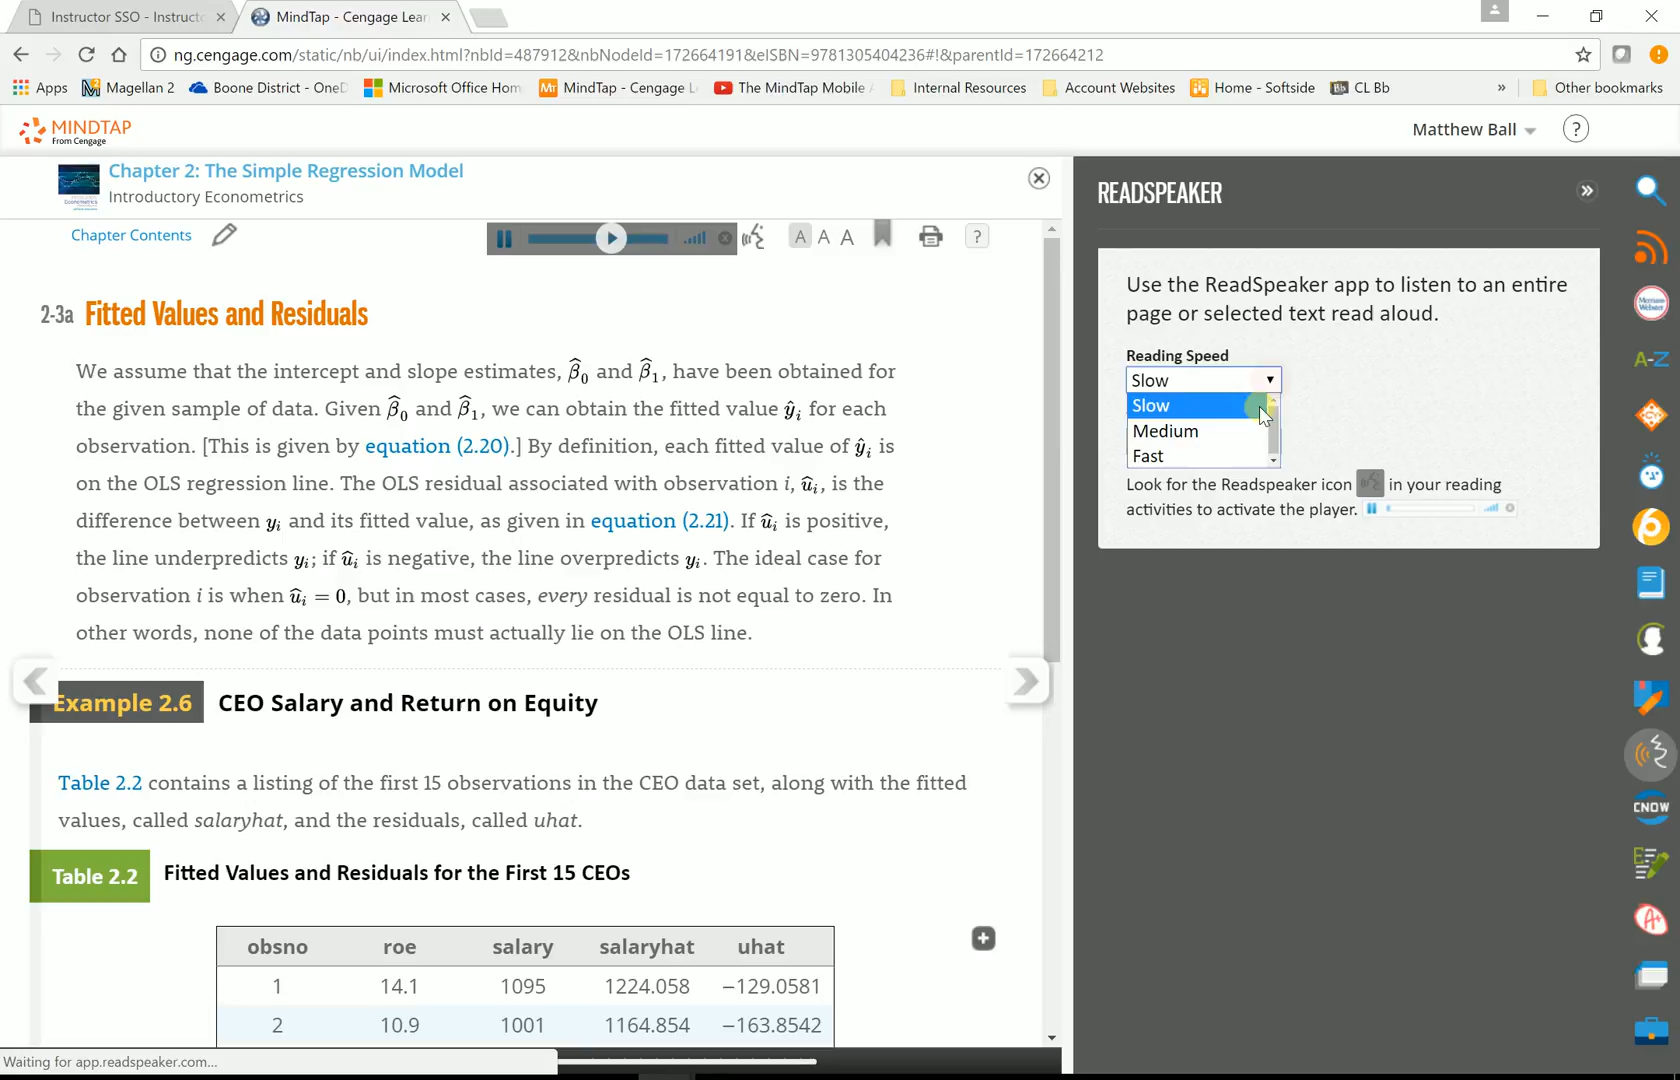 Instructor SSO - Instructo
MindTap - Cengage Lear
ng.cengage.com/static/nb/ui/index.html?nbId=487912&nbNodeId=172664191&eISBN=9781305404236#!&parentId=172664212
Apps
Magellan 2
Boone District - OneD
Microsoft Office Hom
MindTap - Cengage L
The MindTap Mobile A
Internal Resources
Account Websites
Home - Softside
CL Bb
»
Other bookmarks
MINDTAP
From Cengage
Matthew Ball
?
Chapter 2: The Simple Regression Model
Introductory Econometrics
Chapter Contents
A A A
?
2-3a Fitted Values and Residuals
We assume that the intercept and slope estimates, β̂₀ and β̂₁, have been obtained for
the given sample of data. Given β̂₀ and β̂₁, we can obtain the fitted value ŷᵢ for each
observation. [This is given by equation (2.20).] By definition, each fitted value of ŷᵢ is
on the OLS regression line. The OLS residual associated with observation i, ûᵢ, is the
difference between yᵢ and its fitted value, as given in equation (2.21). If ûᵢ is positive,
the line underpredicts yᵢ; if ûᵢ is negative, the line overpredicts yᵢ. The ideal case for
observation i is when ûᵢ = 0, but in most cases, every residual is not equal to zero. In
other words, none of the data points must actually lie on the OLS line.
Example 2.6 CEO Salary and Return on Equity
Table 2.2 contains a listing of the first 15 observations in the CEO data set, along with the fitted
values, called salaryhat, and the residuals, called uhat.
Table 2.2 Fitted Values and Residuals for the First 15 CEOs
obsno roe salary salaryhat uhat
1 14.1 1095 1224.058 −129.0581
2 10.9 1001 1164.854 −163.8542
Waiting for app.readspeaker.com...
READSPEAKER
»
Use the ReadSpeaker app to listen to an entire
page or selected text read aloud.
Reading Speed
Slow
Slow
Medium
Fast
Look for the Readspeaker icon in your reading
activities to activate the player.
Merriam-
Webster
A-Z
CNOW
A+